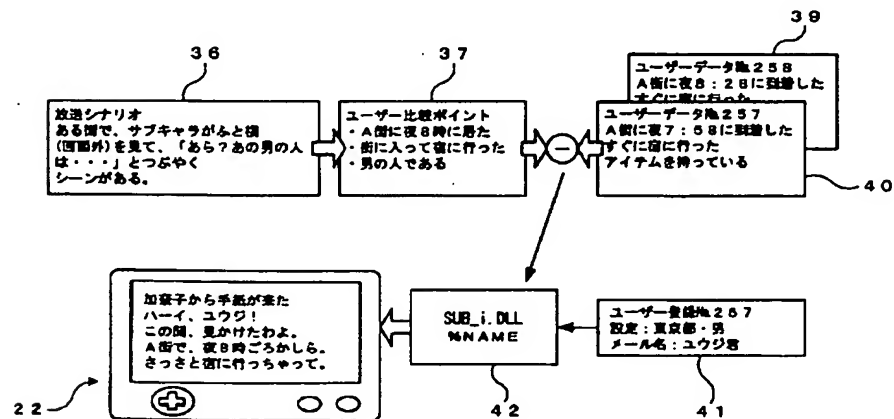 36
37
39
放送シナリオ
ある街で、サブキャラがふと横
(画面外)を見て、「あら?あの男の人
は・・・」とつぶやく
シーンがある。
ユーザー比較ポイント
・A街に夜8時に居た
・街に入って宿に行った
・男の人である
ユーザーデータ№258
A街に夜8:28に到着した
すぐに宿に行った
ユーザーデータ№257
A街に夜7:58に到着した
すぐに宿に行った
アイテムを持っている
40
加奈子から手紙が来た
ハーイ、ユウジ!
この間、見かけたわよ。
A街で、夜8時ごろかしら。
さっさと宿に行っちゃって。
SUB_i.DLL
%NAME
ユーザー登録№257
設定:東京都・男
メール名:ユウジ君
22
42
41